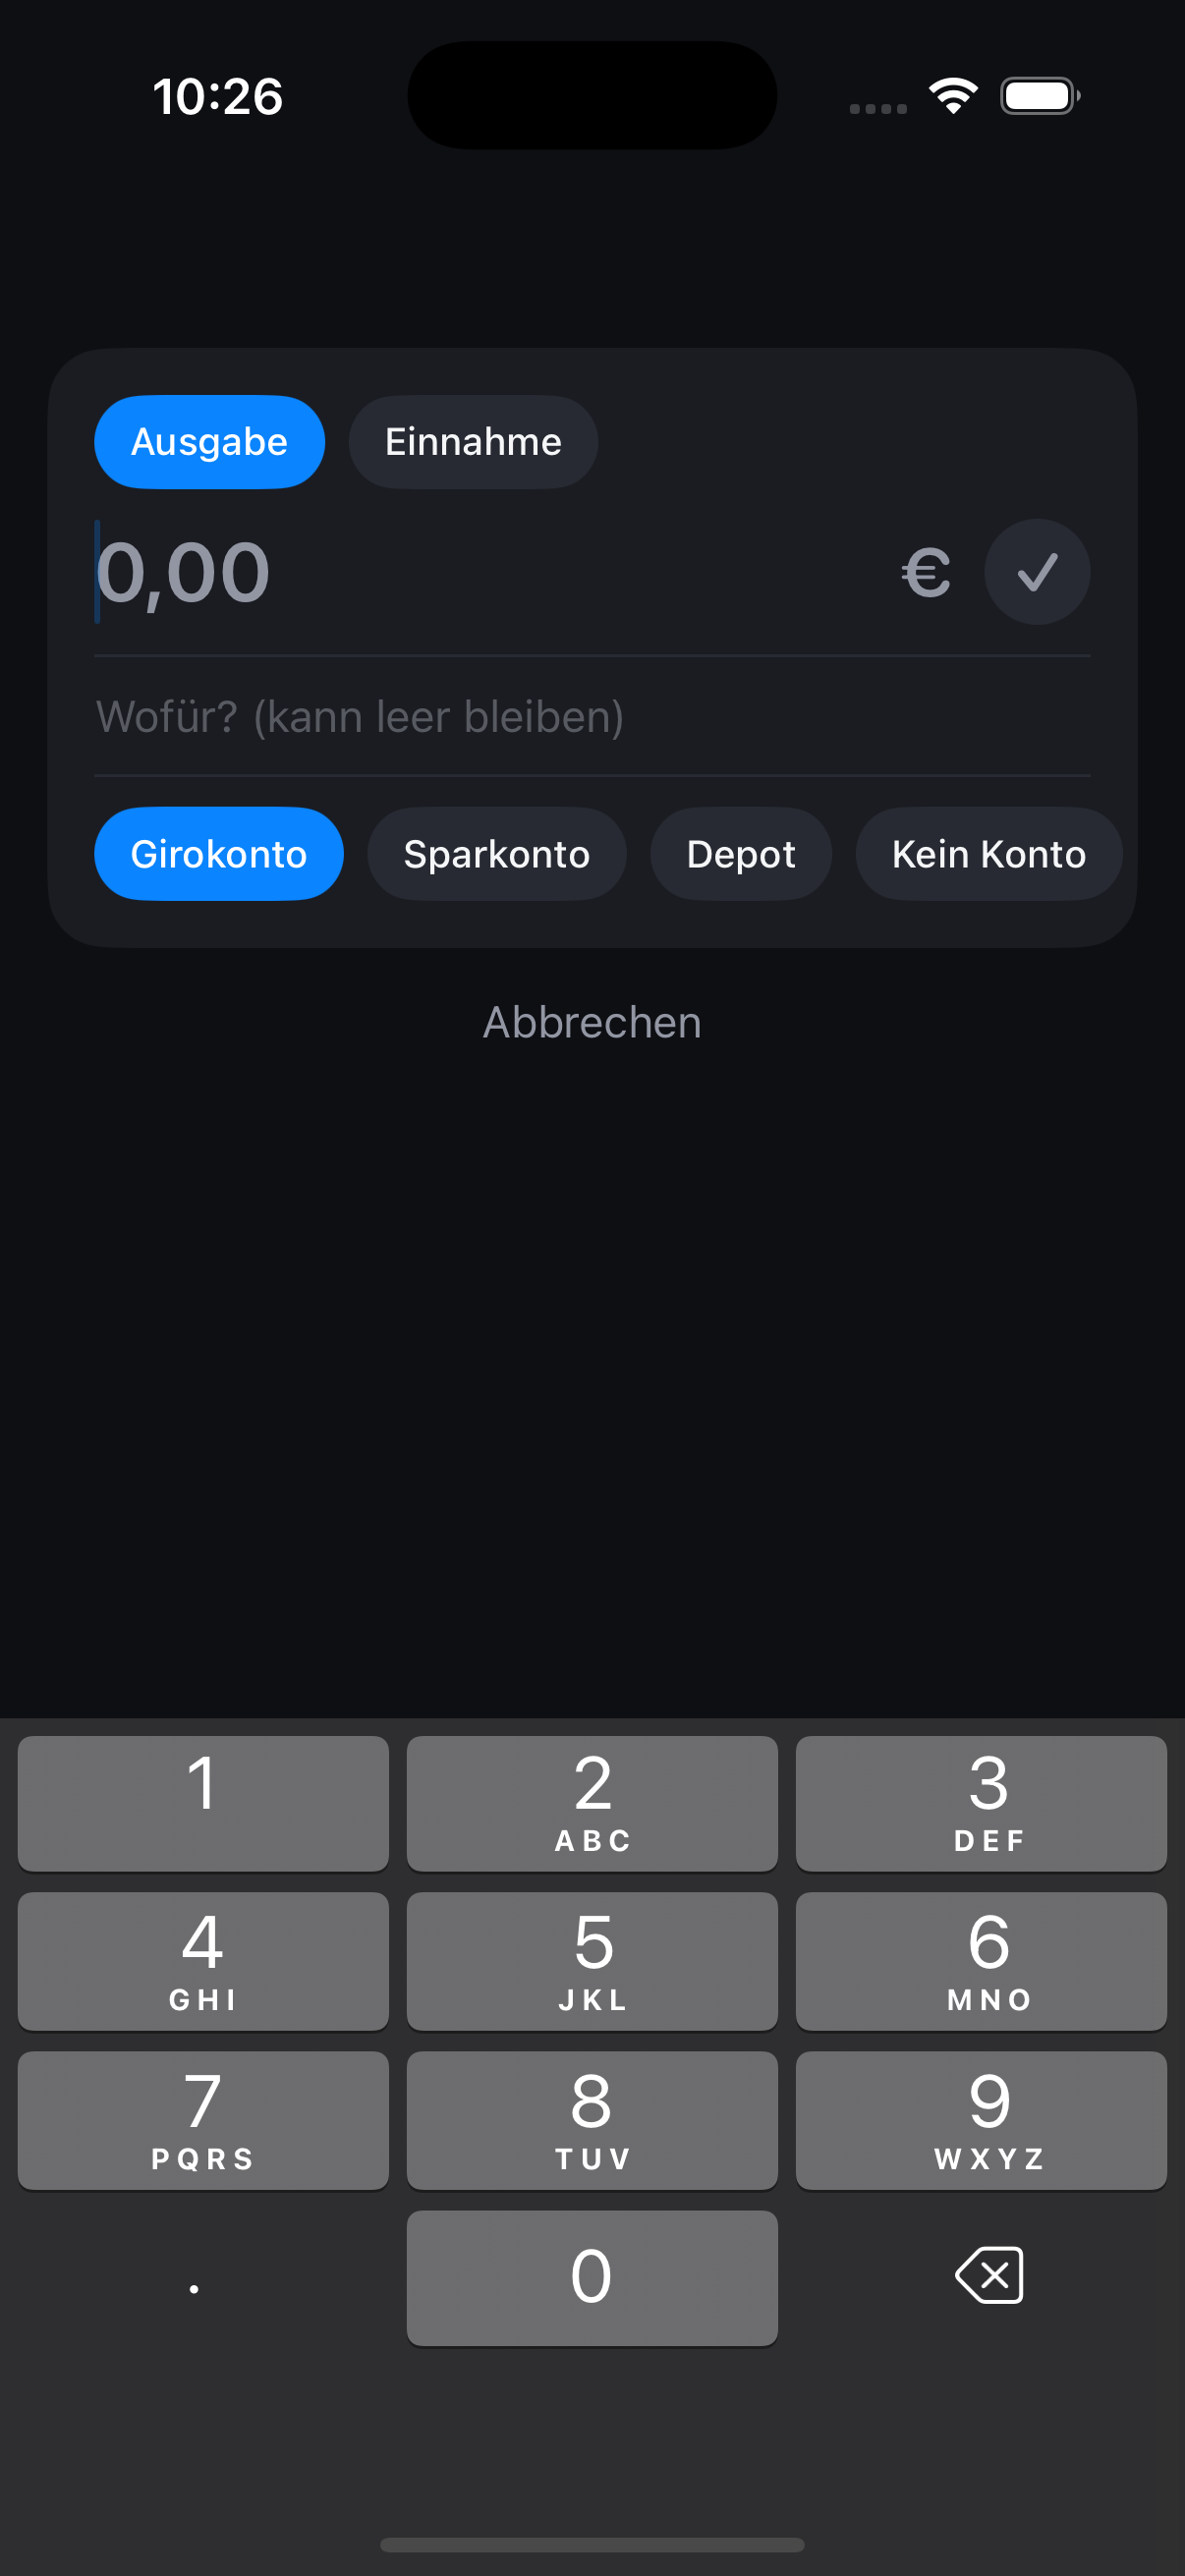 10:26
Ausgabe Einnahme
0,00 €
Wofür? (kann leer bleiben)
Girokonto Sparkonto Depot Kein Konto
Abbrechen
1 2 3
ABC DEF
4 5 6
GHI JKL MNO
7 8 9
PQRS TUV WXYZ
. 0